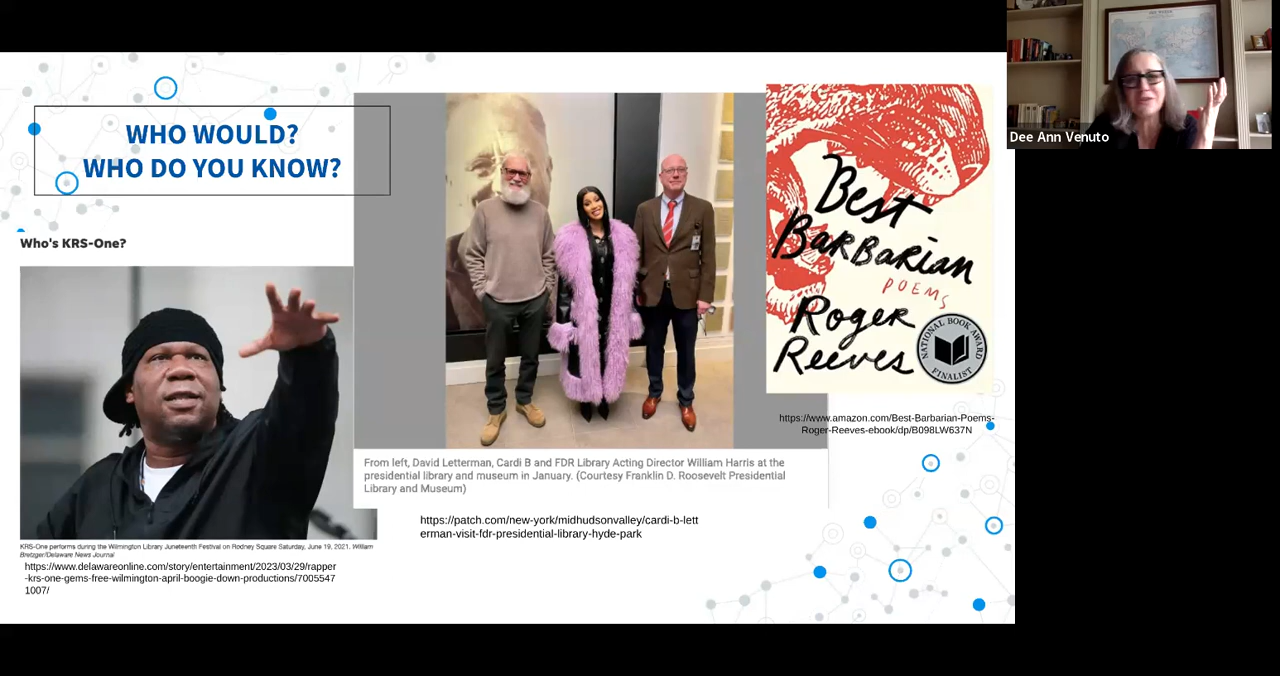 WHO WOULD?
WHO DO YOU KNOW?
Who's KRS-One?
KRS-One performs during the Wilmington Library Juneteenth Festival on Rodney Square Saturday, June 19, 2021. William
Bretzger/Delaware News Journal
https://www.delawareonline.com/story/entertainment/2023/03/29/rapper
-krs-one-gems-free-wilmington-april-boogie-down-productions/7005547
1007/
From left, David Letterman, Cardi B and FDR Library Acting Director William Harris at the
presidential library and museum in January. (Courtesy Franklin D. Roosevelt Presidential
Library and Museum)
https://patch.com/new-york/midhudsonvalley/cardi-b-lett
erman-visit-fdr-presidential-library-hyde-park
Best
Barbarian
POEMS
Roger
Reeves
NATIONAL BOOK AWARD
FINALIST
https://www.amazon.com/Best-Barbarian-Poems-
Roger-Reeves-ebook/dp/B098LW637N
Dee Ann Venuto